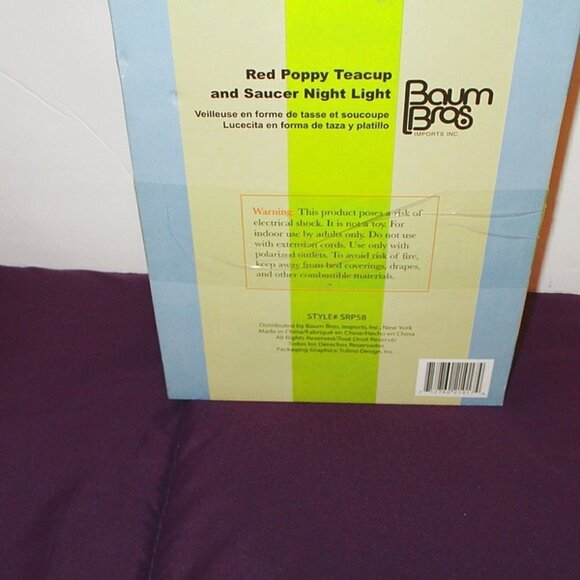 Red Poppy Teacup
and Saucer Night Light
Veilleuse en forme de tasse et soucoupe
Lucecita en forma de taza y platillo
Baum
Bros.
IMPORTS INC.
Warning This product poses a risk of
electrical shock. It is not a toy. For
indoor use by adults only. Do not use
with extension cords. Use only with
polarized outlets. To avoid risk of fire,
keep away from bed coverings, drapes,
and other combustible materials.
STYLE# SRP58
Distributed by Baum Bros. Imports, Inc., New York
Made in China/Fabriqué en Chine/Hecho en China
All Rights Reserved/Tout Droit Reservé/
Todos los Derechos Reservados
Packaging Graphics: Tubino Design, Inc.